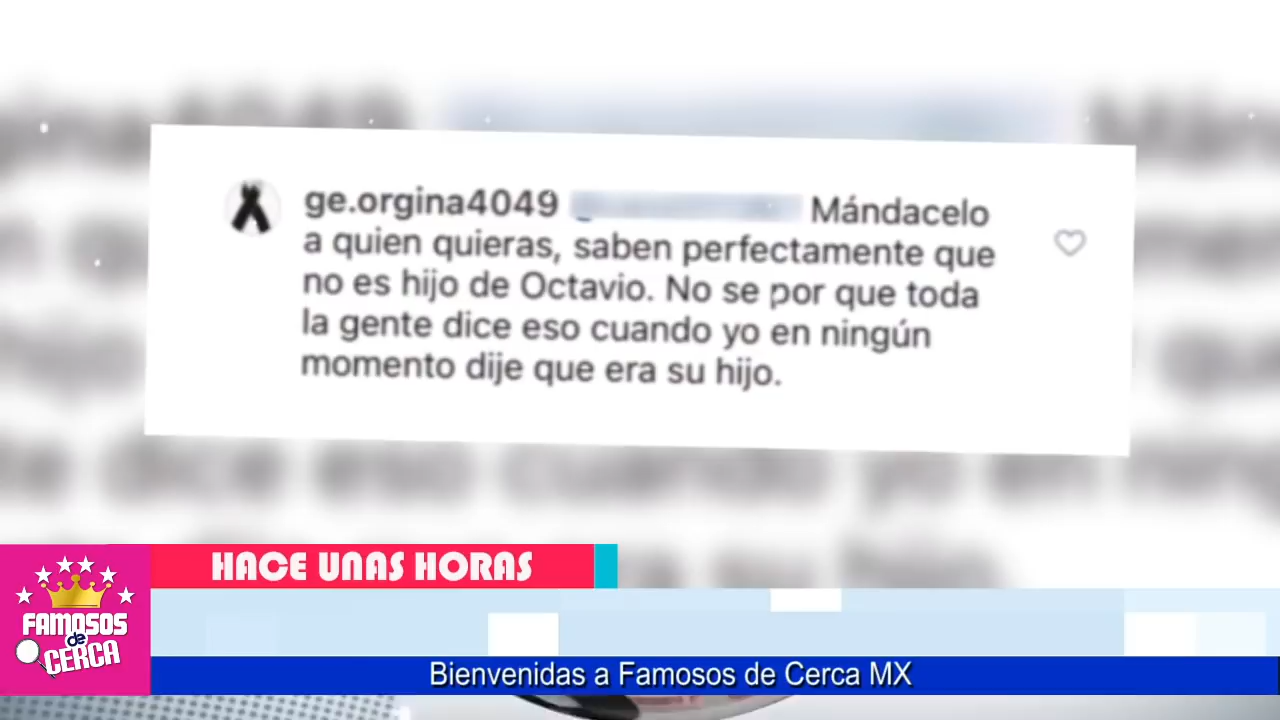 ge.orgina4049 Mándacelo
a quien quieras, saben perfectamente que
no es hijo de Octavio. No se por que toda
la gente dice eso cuando yo en ningún
momento dije que era su hijo.
HACE UNAS HORAS
FAMOSOS
de
CERCA
Bienvenidas a Famosos de Cerca MX